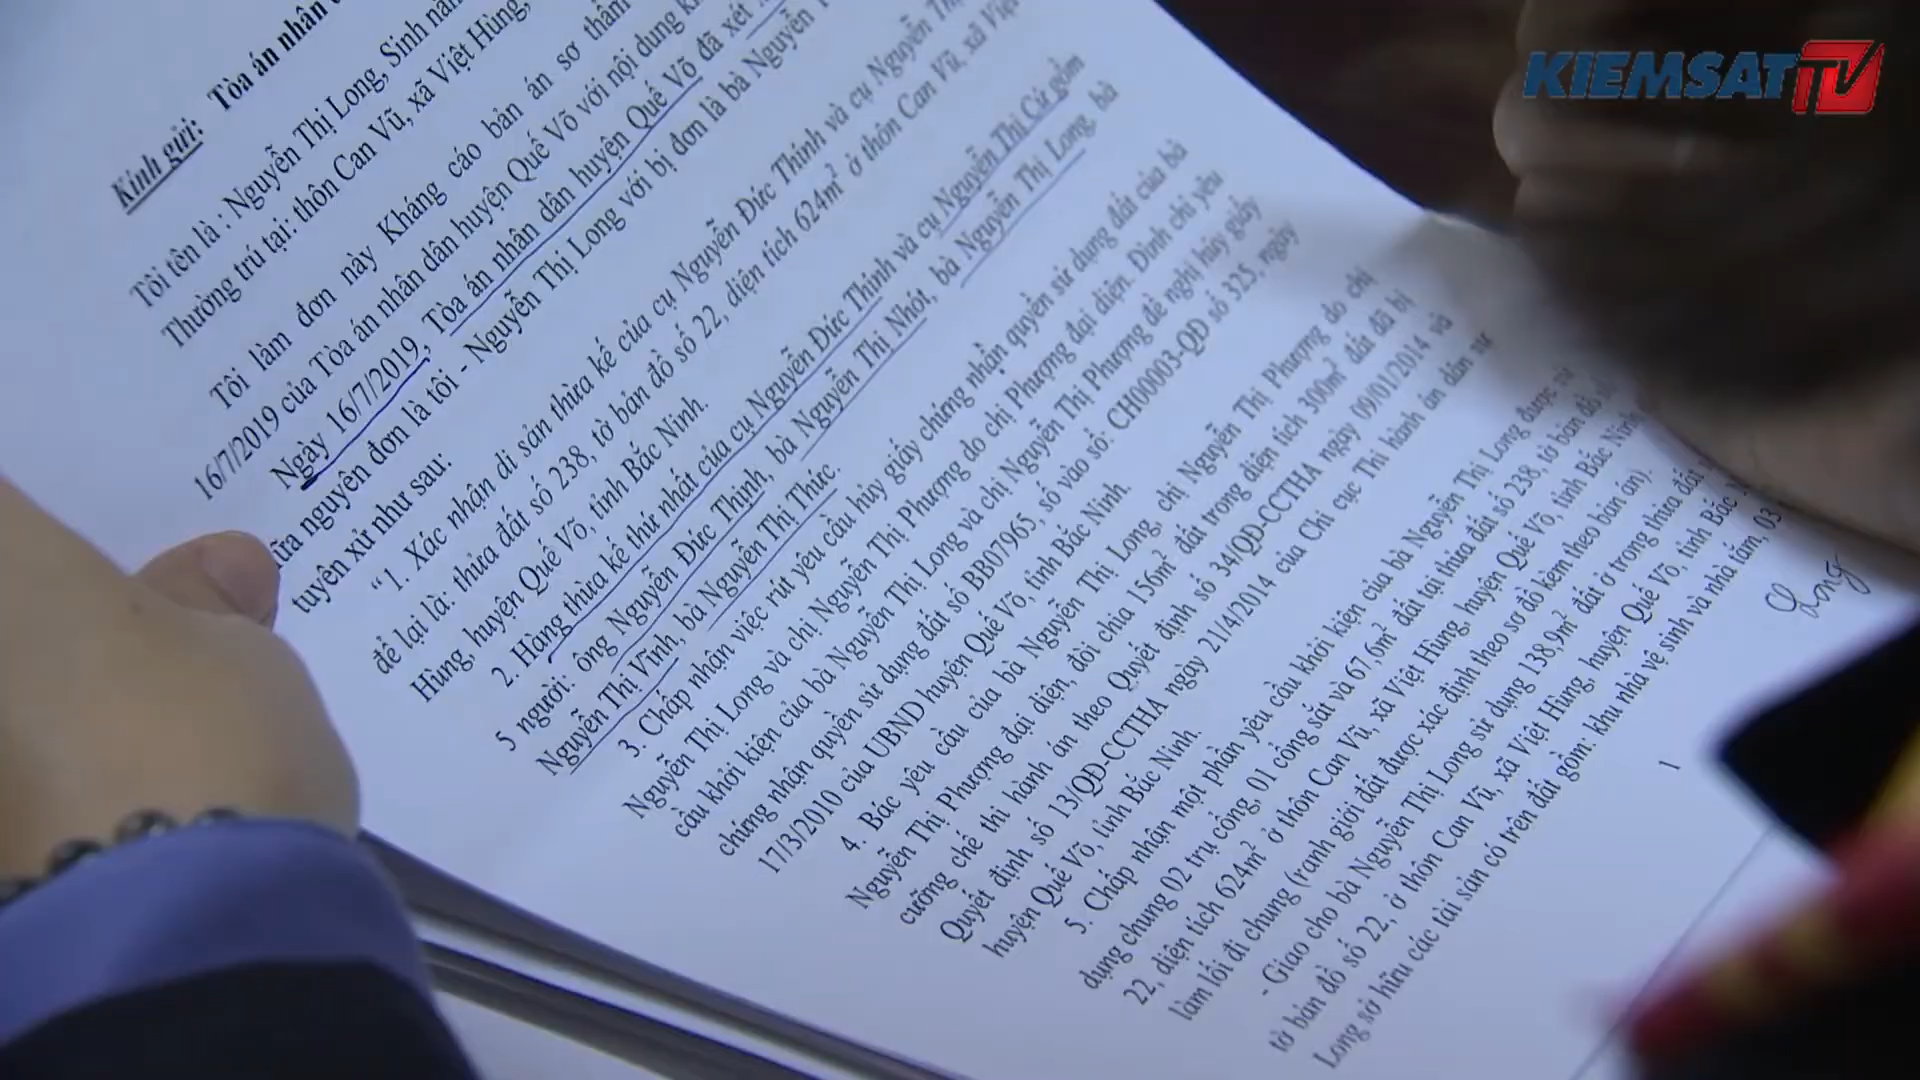 KIEMSAT TV
Kính gửi: Tòa án nhân
Tôi tên là : Nguyễn Thị Long, Sinh năm
Thường trú tại: thôn Can Vũ, xã Việt Hùng,
Tôi làm đơn này Kháng cáo bản án sơ thẩm
16/7/2019 của Tòa án nhân dân huyện Quế Võ với nội dung
Ngày 16/7/2019, Tòa án nhân dân huyện Quế Võ đã xét
nguyên đơn là tôi - Nguyễn Thị Long với bị đơn là bà Nguyễn
tuyên xử như sau:
“1. Xác nhận di sản thừa kế của cụ Nguyễn Đức Thính và cụ Nguyễn
để lại là: thửa đất số 238, tờ bản đồ số 22, diện tích 624m² ở thôn Can Vũ, xã Việt
Hùng, huyện Quế Võ, tỉnh Bắc Ninh.
2. Hàng thừa kế thứ nhất của cụ Nguyễn Đức Thính và cụ Nguyễn Thị Cử gồm
5 người: ông Nguyễn Đức Thịnh, bà Nguyễn Thị Nhót, bà Nguyễn Thị Long, bà
Nguyễn Thị Vĩnh, bà Nguyễn Thị Thức.
3. Chấp nhận việc rút yêu cầu hủy giấy chứng nhận quyền sử dụng đất của bà
Nguyễn Thị Long và chị Nguyễn Thị Phượng do chị Phượng đại diện. Đình chỉ yêu
cầu khởi kiện của bà Nguyễn Thị Long và chị Nguyễn Thị Phượng đề nghị hủy giấy
chứng nhận quyền sử dụng đất số BB07965, số vào sổ: CH00003-QĐ số 325, ngày
17/3/2010 của UBND huyện Quế Võ, tỉnh Bắc Ninh.
4. Bác yêu cầu của bà Nguyễn Thị Long, chị Nguyễn Thị Phượng do chị
Nguyễn Thị Phượng đại diện, đòi chia 156m² đất trong diện tích 300m² đất đã bị
cưỡng chế thi hành án theo Quyết định số 34/QĐ-CCTHA ngày 09/01/2014 và
Quyết định số 13/QĐ-CCTHA ngày 21/4/2014 của Chi cục Thi hành án dân sự
huyện Quế Võ, tỉnh Bắc Ninh.
5. Chấp nhận một phần yêu cầu khởi kiện của bà Nguyễn Thị Long được sử
dụng chung 02 trụ cổng, 01 cổng sắt và 67,6m² đất tại thửa đất số 238, tờ bản đồ số
22, diện tích 624m² ở thôn Can Vũ, xã Việt Hùng, huyện Quế Võ, tỉnh Bắc Ninh
làm lối đi chung (ranh giới đất được xác định theo sơ đồ kèm theo bản án).
- Giao cho bà Nguyễn Thị Long sử dụng 138,9m² đất ở trong thửa đất
tờ bản đồ số 22, ở thôn Can Vũ, xã Việt Hùng, huyện Quế Võ, tỉnh Bắc
Long sở hữu các tài sản có trên đất gồm: khu nhà vệ sinh và nhà tắm, 03
Long
1